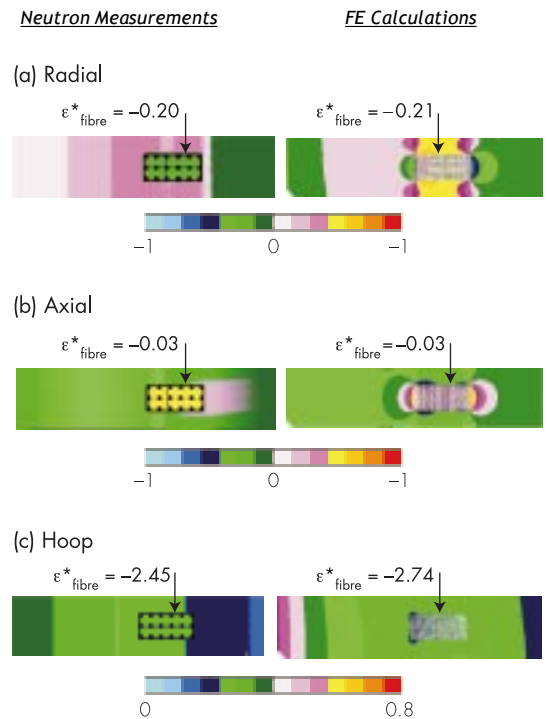 Neutron Measurements
FE Calculations
(a) Radial
ε*fibre = –0.20
ε*fibre = –0.21
–1 0 –1
(b) Axial
ε*fibre = –0.03
ε*fibre = –0.03
–1 0 –1
(c) Hoop
ε*fibre = –2.45
ε*fibre = –2.74
0 0.8